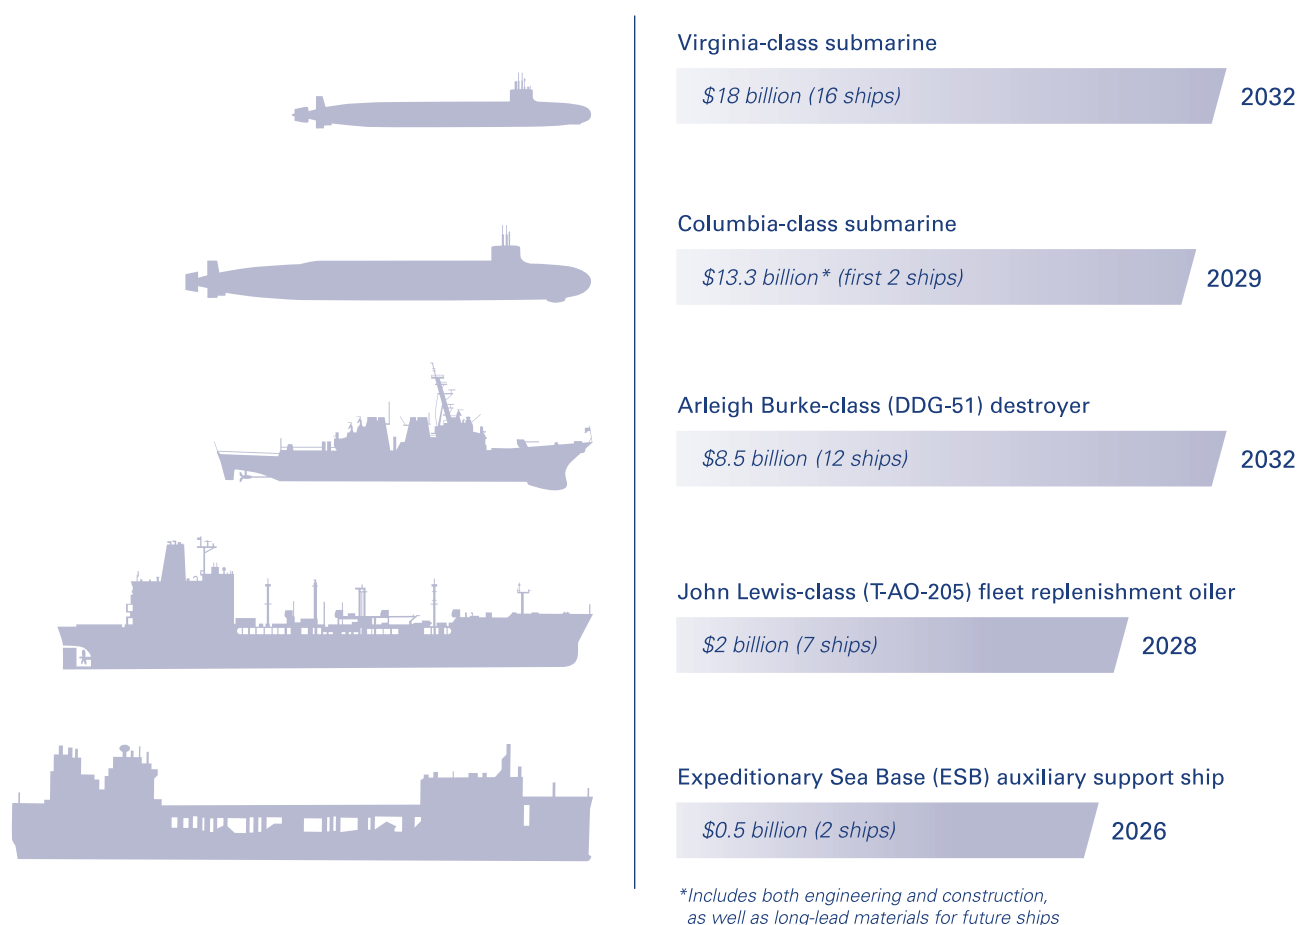 Virginia-class submarine
$18 billion (16 ships)
2032
Columbia-class submarine
$13.3 billion* (first 2 ships)
2029
Arleigh Burke-class (DDG-51) destroyer
$8.5 billion (12 ships)
2032
John Lewis-class (T-AO-205) fleet replenishment oiler
$2 billion (7 ships)
2028
Expeditionary Sea Base (ESB) auxiliary support ship
$0.5 billion (2 ships)
2026
*Includes both engineering and construction,
as well as long-lead materials for future ships